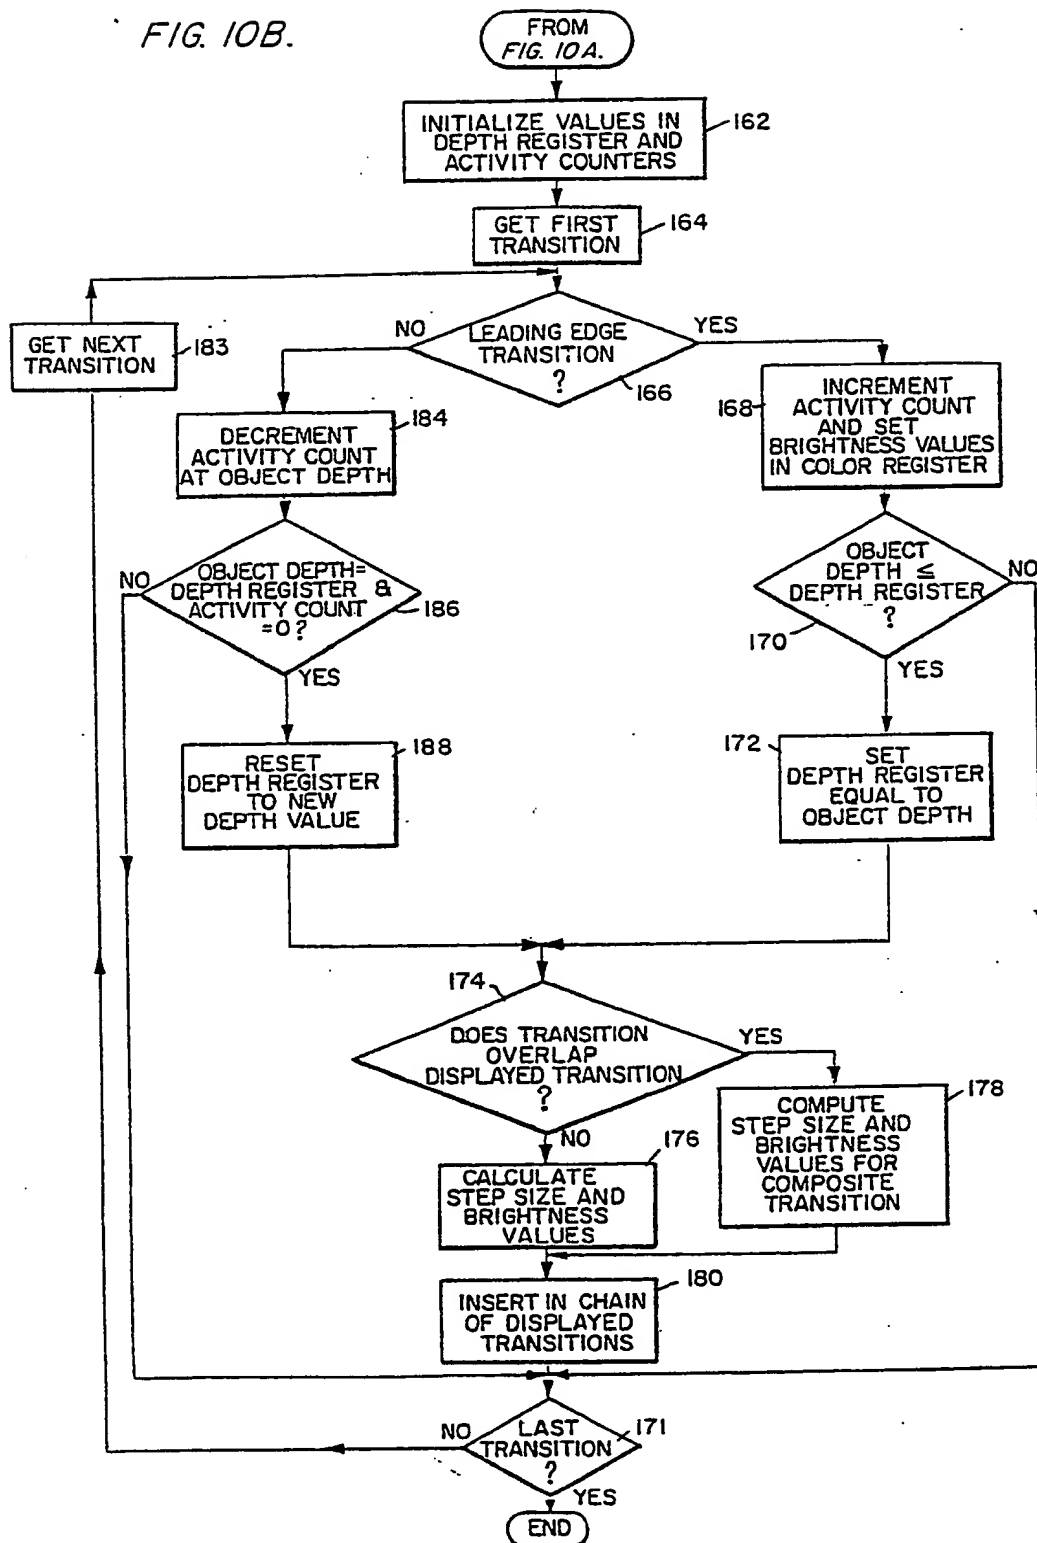 FIG. 10B.
FROM
FIG. 10A.
INITIALIZE VALUES IN
DEPTH REGISTER AND
ACTIVITY COUNTERS
162
GET FIRST
TRANSITION
164
GET NEXT
TRANSITION
183
NO
LEADING EDGE
TRANSITION
?
166
YES
DECREMENT
ACTIVITY COUNT
AT OBJECT DEPTH
184
168
INCREMENT
ACTIVITY COUNT
AND SET
BRIGHTNESS VALUES
IN COLOR REGISTER
NO
OBJECT DEPTH=
DEPTH REGISTER &
ACTIVITY COUNT
=0?
186
YES
OBJECT
DEPTH ≤
DEPTH REGISTER
?
170
NO
YES
RESET
DEPTH REGISTER
TO NEW
DEPTH VALUE
188
172
SET
DEPTH REGISTER
EQUAL TO
OBJECT DEPTH
174
DOES TRANSITION
OVERLAP
DISPLAYED TRANSITION
?
YES
NO
176
CALCULATE
STEP SIZE AND
BRIGHTNESS
VALUES
178
COMPUTE
STEP SIZE AND
BRIGHTNESS
VALUES FOR
COMPOSITE
TRANSITION
180
INSERT IN CHAIN
OF DISPLAYED
TRANSITIONS
NO
LAST
TRANSITION
?
171
YES
END